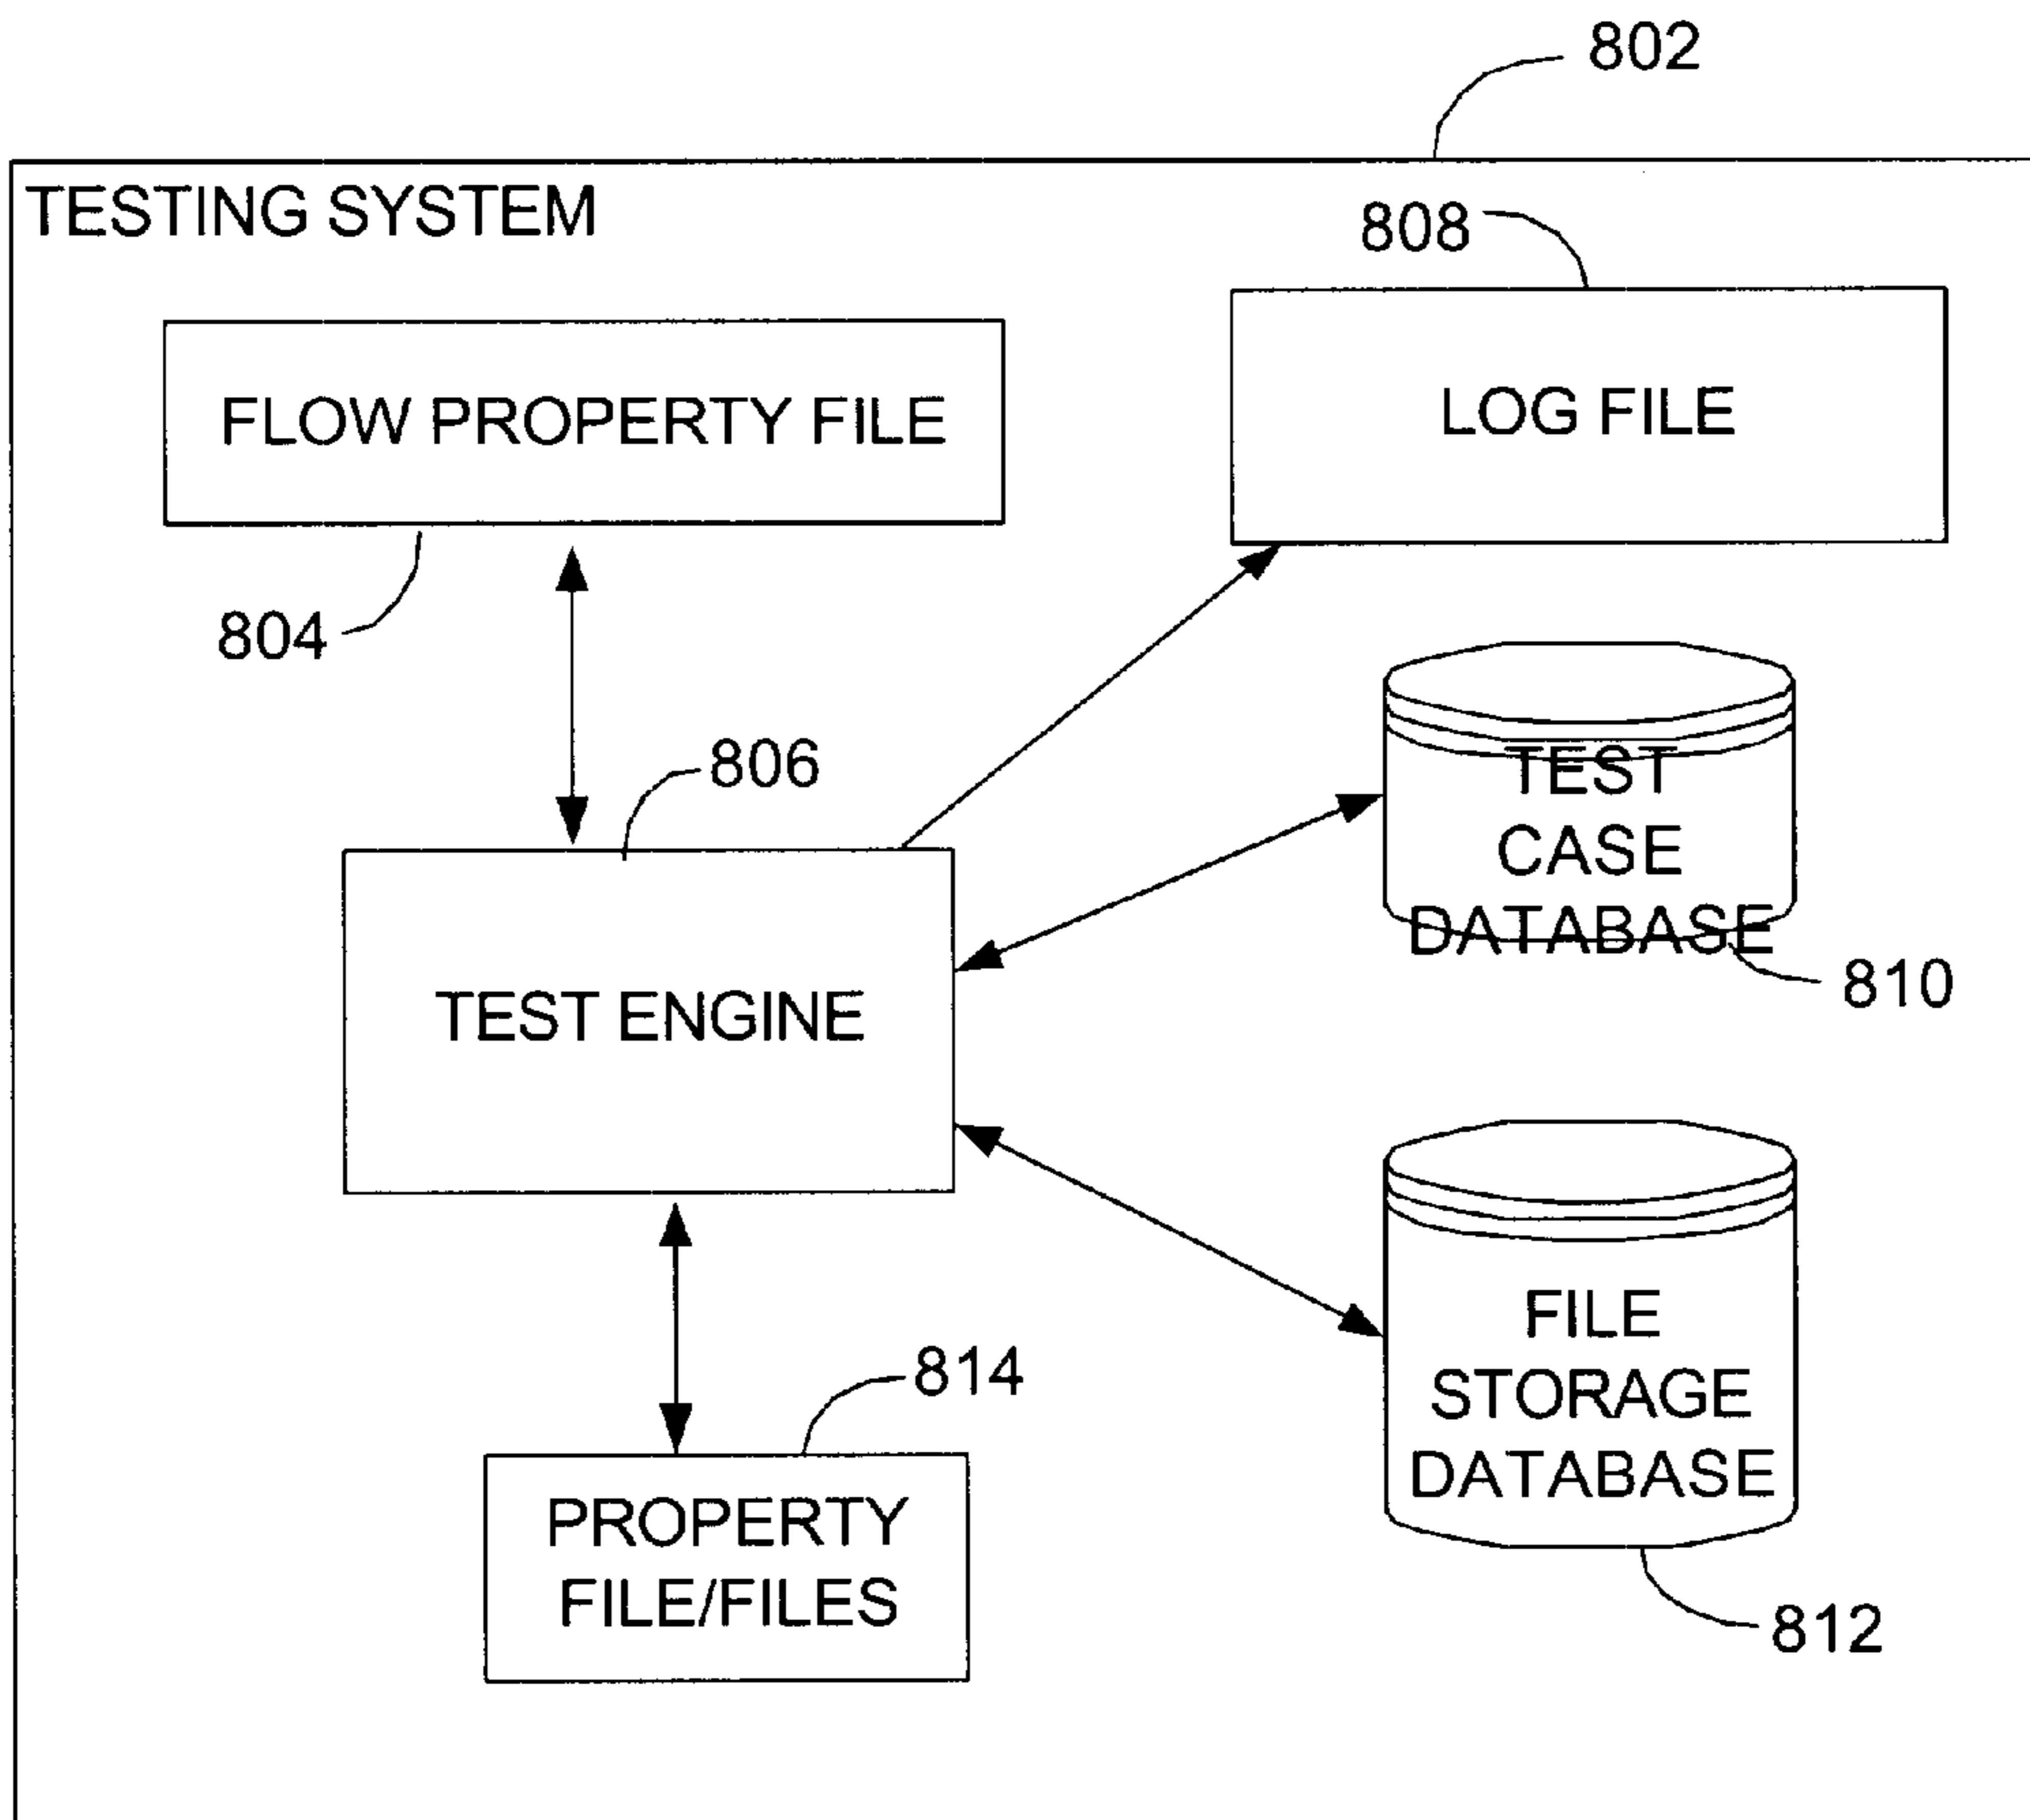 802
TESTING SYSTEM
808
FLOW PROPERTY FILE
LOG FILE
804
806
TEST
CASE
DATABASE
810
TEST ENGINE
814
FILE
STORAGE
DATABASE
PROPERTY
FILE/FILES
812